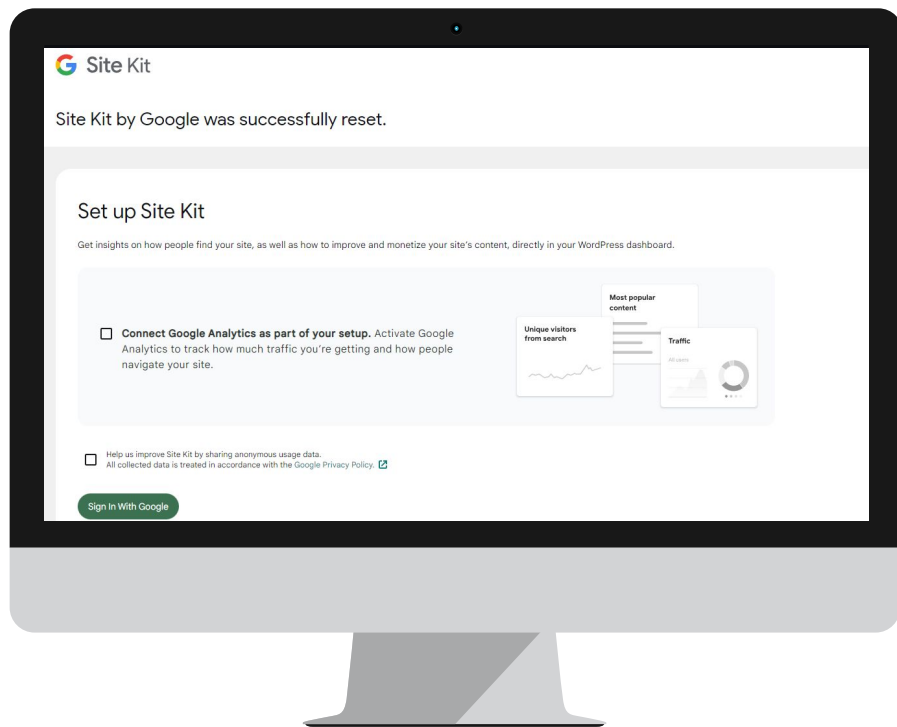 G Site Kit
Site Kit by Google was successfully reset.
Set up Site Kit
Get insights on how people find your site, as well as how to improve and monetize your site's content, directly in your WordPress dashboard.
Connect Google Analytics as part of your setup. Activate Google
Analytics to track how much traffic you're getting and how people
navigate your site.
Most popular
content
Unique visitors
from search
Traffic
All users
Help us improve Site Kit by sharing anonymous usage data.
All collected data is treated in accordance with the Google Privacy Policy.
Sign In With Google